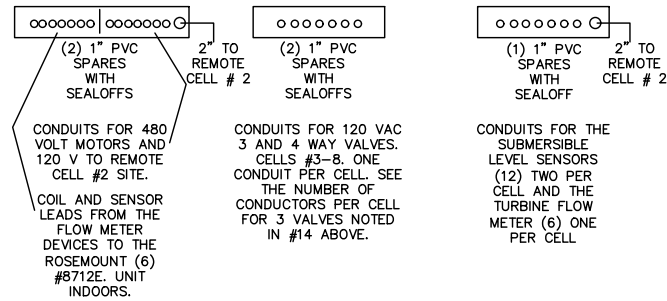 (2) 1" PVC
SPARES
WITH
SEALOFFS
2" TO
REMOTE
CELL # 2
CONDUITS FOR 480
VOLT MOTORS AND
120 V TO REMOTE
CELL #2 SITE.
COIL AND SENSOR
LEADS FROM THE
FLOW METER
DEVICES TO THE
ROSEMOUNT (6)
#8712E. UNIT
INDOORS.
(2) 1" PVC
SPARES
WITH
SEALOFFS
CONDUITS FOR 120 VAC
3 AND 4 WAY VALVES.
CELLS #3-8. ONE
CONDUIT PER CELL. SEE
THE NUMBER OF
CONDUCTORS PER CELL
FOR 3 VALVES NOTED
IN #14 ABOVE.
(1) 1" PVC
SPARES
WITH
SEALOFF
2" TO
REMOTE
CELL # 2
CONDUITS FOR THE
SUBMERSIBLE
LEVEL SENSORS
(12) TWO PER
CELL AND THE
TURBINE FLOW
METER (6) ONE
PER CELL